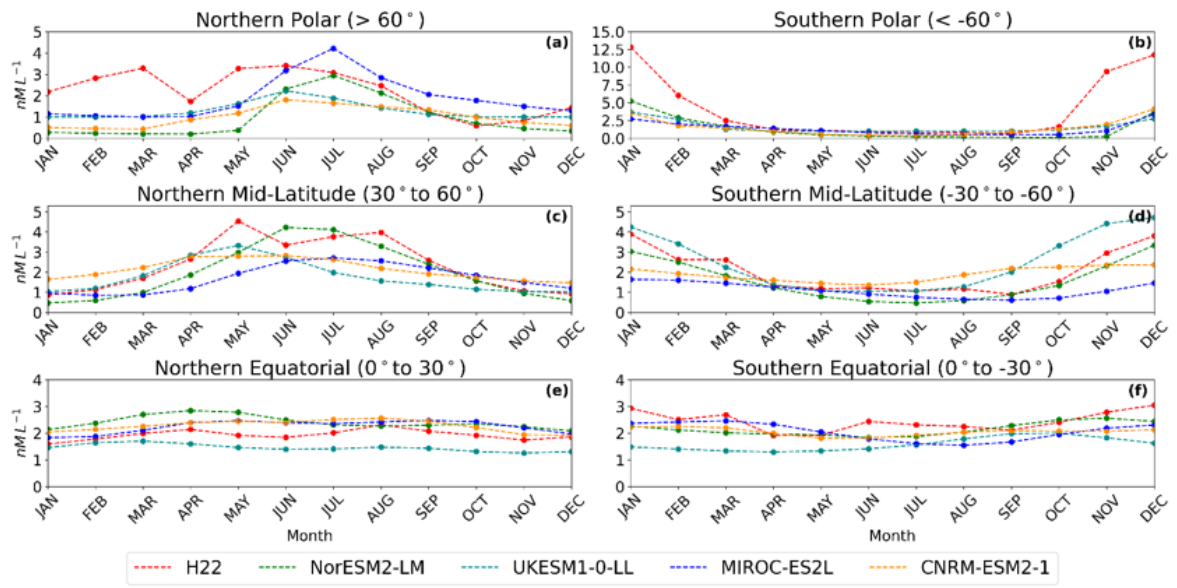 Northern Polar (> 60°)
Southern Polar (< -60°)
(a)
(b)
nM L⁻¹
5
4
3
2
1
0
15.0
12.5
10.0
7.5
5.0
2.5
0.0
JAN FEB MAR APR MAY JUN JUL AUG SEP OCT NOV DEC
JAN FEB MAR APR MAY JUN JUL AUG SEP OCT NOV DEC
Northern Mid-Latitude (30°to 60°)
Southern Mid-Latitude (-30°to -60°)
(c)
(d)
nM L⁻¹
5
4
3
2
1
0
5
4
3
2
1
0
JAN FEB MAR APR MAY JUN JUL AUG SEP OCT NOV DEC
JAN FEB MAR APR MAY JUN JUL AUG SEP OCT NOV DEC
Northern Equatorial (0°to 30°)
Southern Equatorial (0°to -30°)
(e)
(f)
nM L⁻¹
4
3
2
1
0
4
3
2
1
0
JAN FEB MAR APR MAY JUN JUL AUG SEP OCT NOV DEC
JAN FEB MAR APR MAY JUN JUL AUG SEP OCT NOV DEC
Month
Month
H22 NorESM2-LM UKESM1-0-LL MIROC-ES2L CNRM-ESM2-1